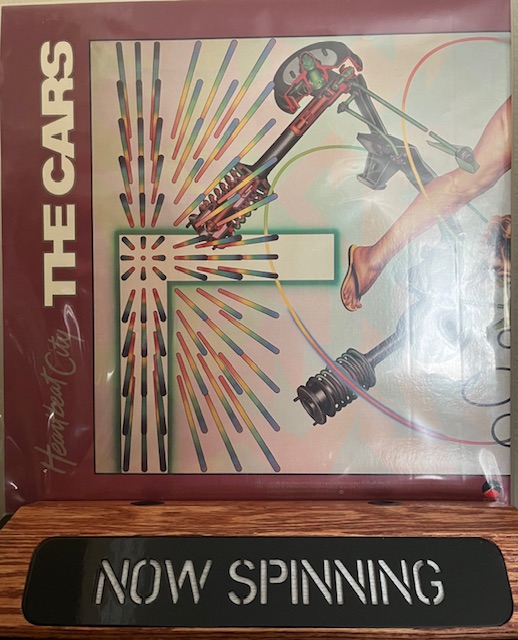 THE CARS
Heartbeat City
NOW SPINNING